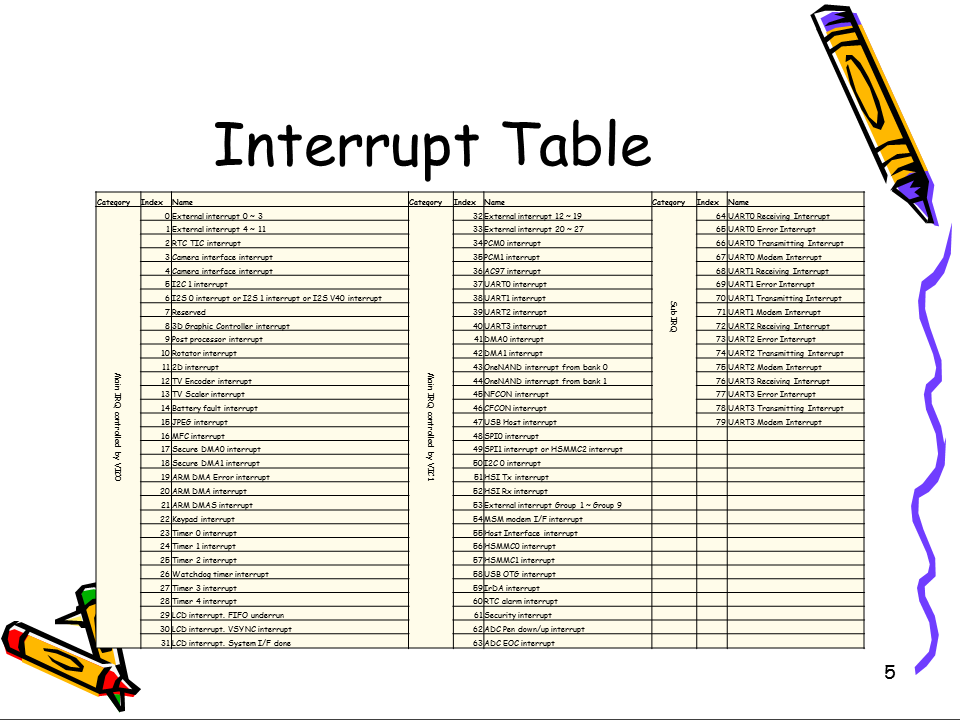 Interrupt Table
Category Index Name Category Index Name Category Index Name
Main IRQ controlled by VIC0
Main IRQ controlled by VIC1
Sub IRQ
0 External interrupt 0 ~ 3 32 External interrupt 12 ~ 19 64 UART0 Receiving Interrupt
1 External interrupt 4 ~ 11 33 External interrupt 20 ~ 27 65 UART0 Error Interrupt
2 RTC TIC interrupt 34 PCM0 interrupt 66 UART0 Transmitting Interrupt
3 Camera interface interrupt 35 PCM1 interrupt 67 UART0 Modem Interrupt
4 Camera interface interrupt 36 AC97 interrupt 68 UART1 Receiving Interrupt
5 I2C 1 interrupt 37 UART0 interrupt 69 UART1 Error Interrupt
6 I2S 0 interrupt or I2S 1 interrupt or I2S V40 interrupt 38 UART1 interrupt 70 UART1 Transmitting Interrupt
7 Reserved 39 UART2 interrupt 71 UART1 Modem Interrupt
8 3D Graphic Controller interrupt 40 UART3 interrupt 72 UART2 Receiving Interrupt
9 Post processor interrupt 41 DMA0 interrupt 73 UART2 Error Interrupt
10 Rotator interrupt 42 DMA1 interrupt 74 UART2 Transmitting Interrupt
11 2D interrupt 43 OneNAND interrupt from bank 0 75 UART2 Modem Interrupt
12 TV Encoder interrupt 44 OneNAND interrupt from bank 1 76 UART3 Receiving Interrupt
13 TV Scaler interrupt 45 NFCON interrupt 77 UART3 Error Interrupt
14 Battery fault interrupt 46 CFCON interrupt 78 UART3 Transmitting Interrupt
15 JPEG interrupt 47 USB Host interrupt 79 UART3 Modem Interrupt
16 MFC interrupt 48 SPI0 interrupt
17 Secure DMA0 interrupt 49 SPI1 interrupt or HSMMC2 interrupt
18 Secure DMA1 interrupt 50 I2C 0 interrupt
19 ARM DMA Error interrupt 51 HSI Tx interrupt
20 ARM DMA interrupt 52 HSI Rx interrupt
21 ARM DMAS interrupt 53 External interrupt Group 1 ~ Group 9
22 Keypad interrupt 54 MSM modem I/F interrupt
23 Timer 0 interrupt 55 Host Interface interrupt
24 Timer 1 interrupt 56 HSMMC0 interrupt
25 Timer 2 interrupt 57 HSMMC1 interrupt
26 Watchdog timer interrupt 58 USB OTG interrupt
27 Timer 3 interrupt 59 IrDA interrupt
28 Timer 4 interrupt 60 RTC alarm interrupt
29 LCD interrupt. FIFO underrun 61 Security interrupt
30 LCD interrupt. VSYNC interrupt 62 ADC Pen down/up interrupt
31 LCD interrupt. System I/F done 63 ADC EOC interrupt
5